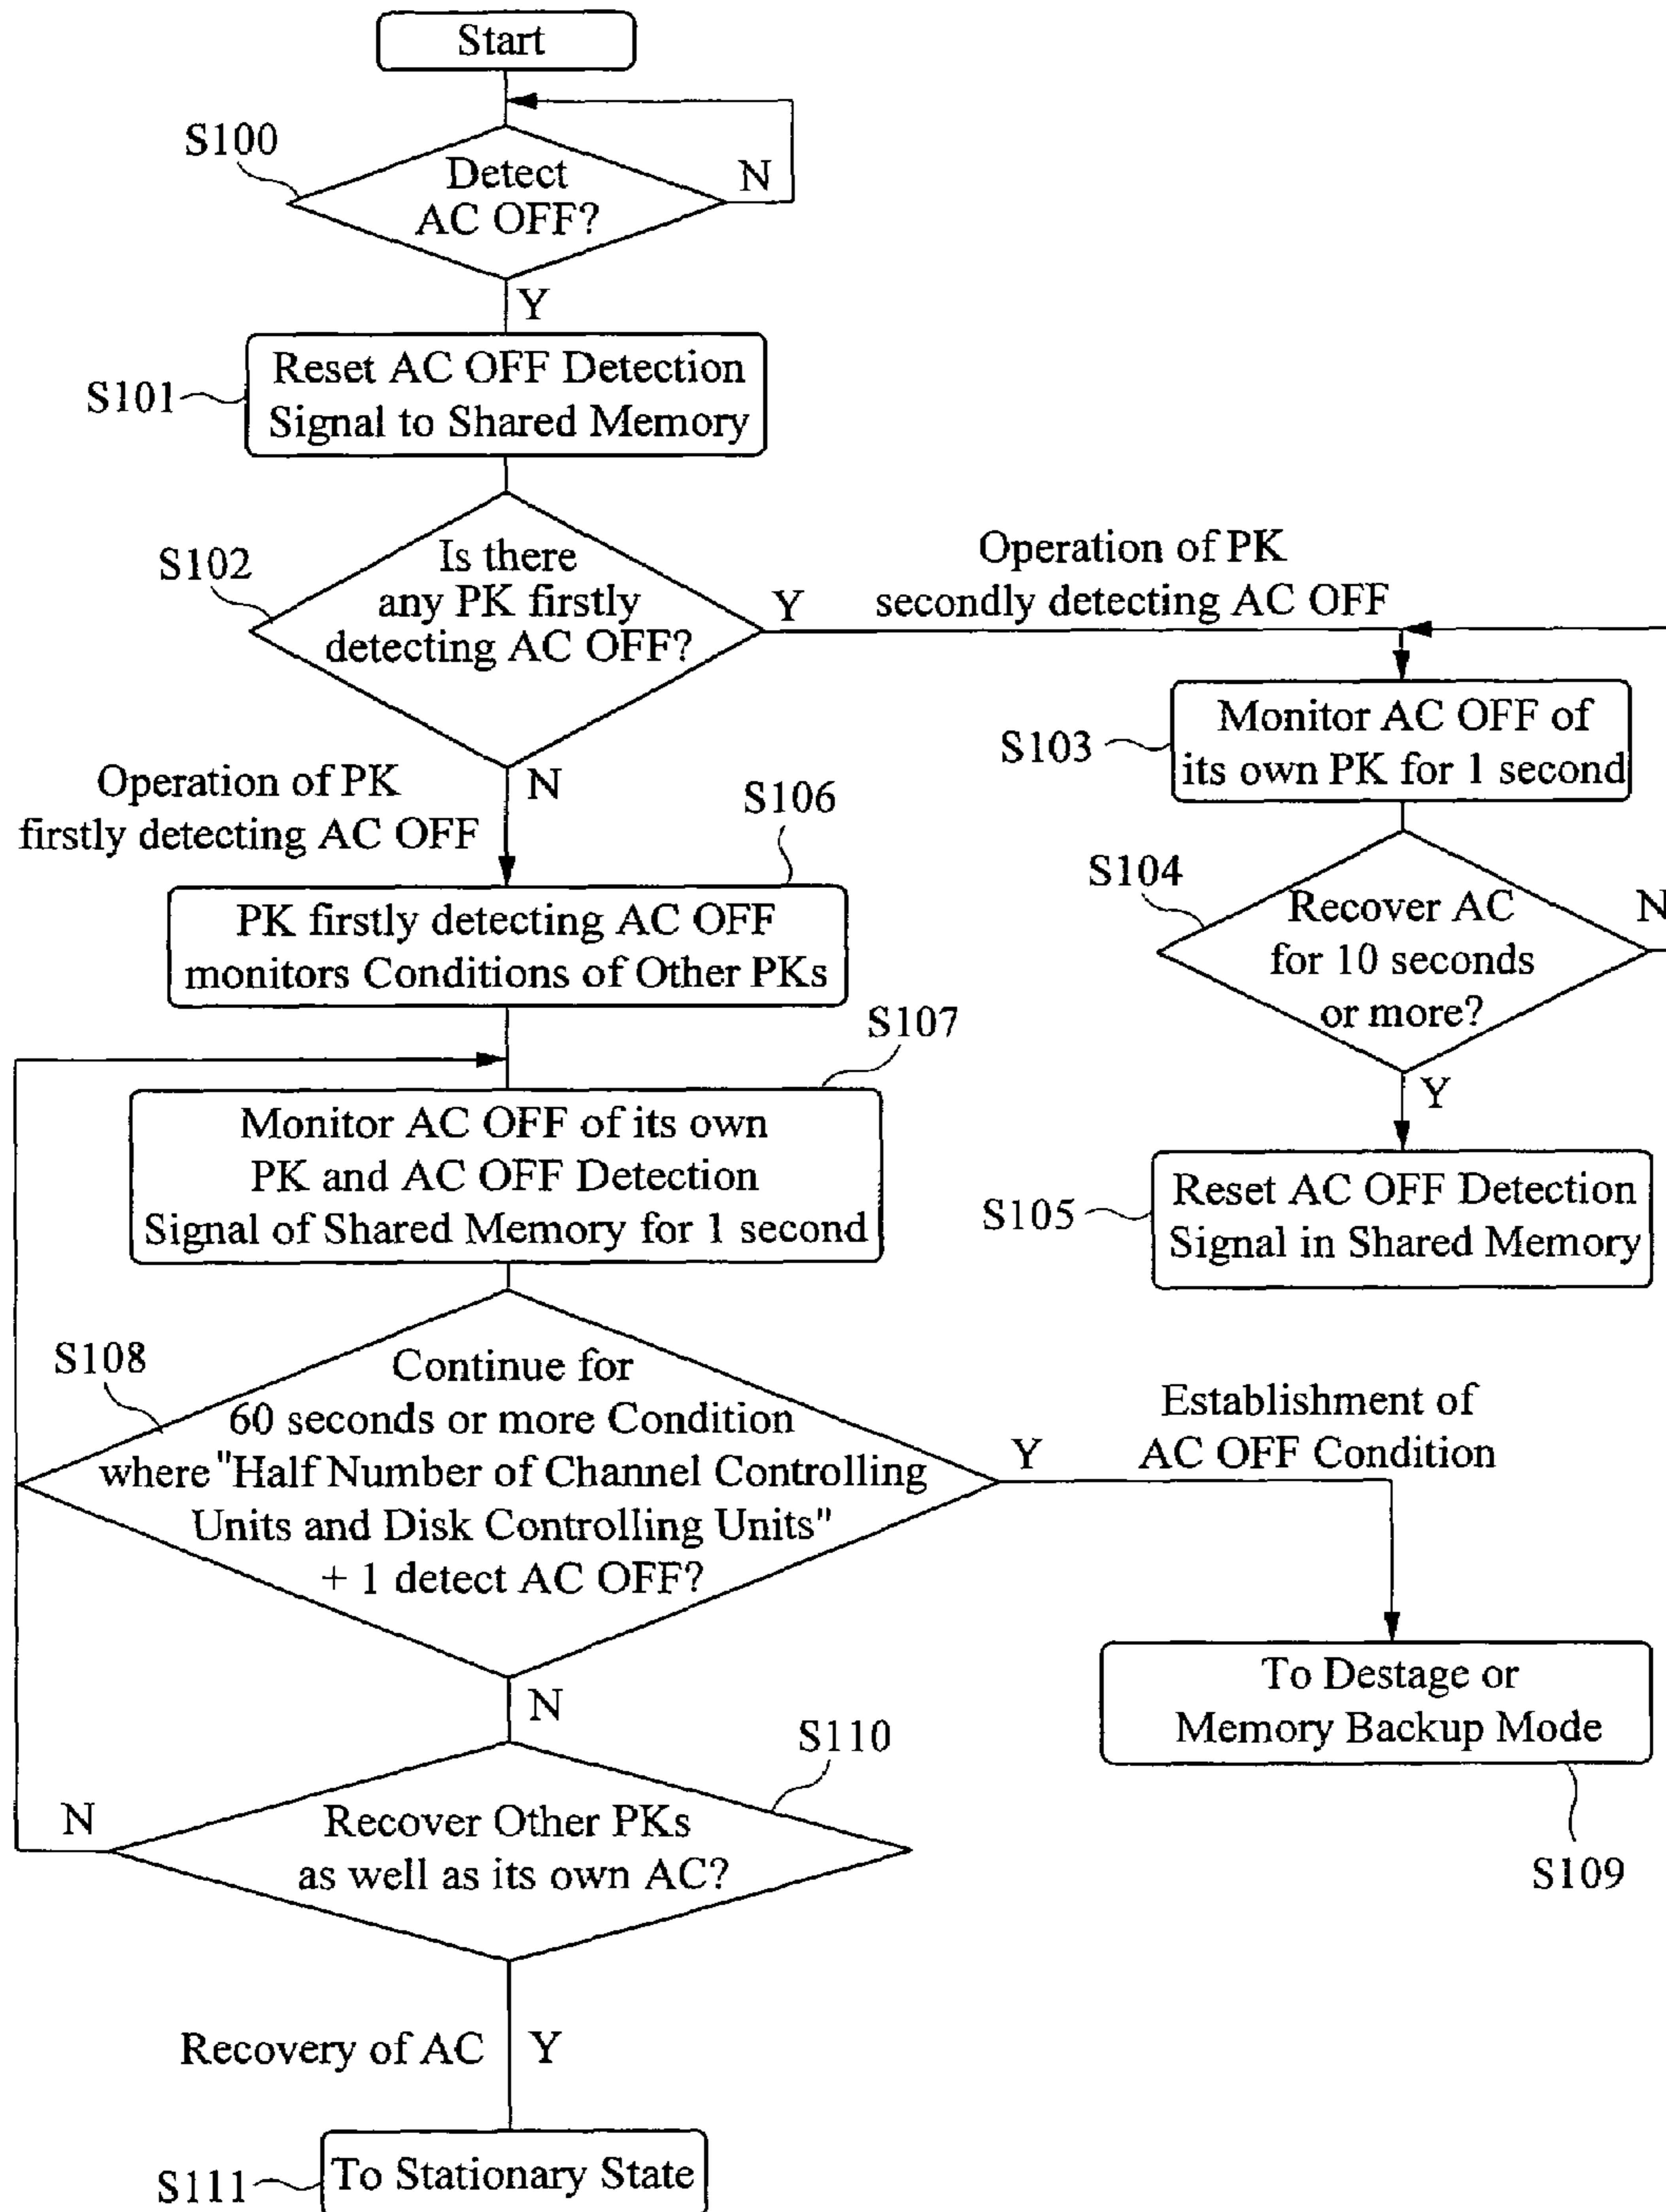 Start
S100
Detect
AC OFF?
N
Y
S101
Reset AC OFF Detection
Signal to Shared Memory
S102
Is there
any PK firstly
detecting AC OFF?
Y
Operation of PK
secondly detecting AC OFF
N
Operation of PK
firstly detecting AC OFF
S103
Monitor AC OFF of
its own PK for 1 second
S104
Recover AC
for 10 seconds
or more?
N
Y
S105
Reset AC OFF Detection
Signal in Shared Memory
S106
PK firstly detecting AC OFF
monitors Conditions of Other PKs
S107
Monitor AC OFF of its own
PK and AC OFF Detection
Signal of Shared Memory for 1 second
S108
Continue for
60 seconds or more Condition
where "Half Number of Channel Controlling
Units and Disk Controlling Units"
+ 1 detect AC OFF?
Y
Establishment of
AC OFF Condition
To Destage or
Memory Backup Mode
S109
N
S110
Recover Other PKs
as well as its own AC?
N
Recovery of AC
Y
S111
To Stationary State